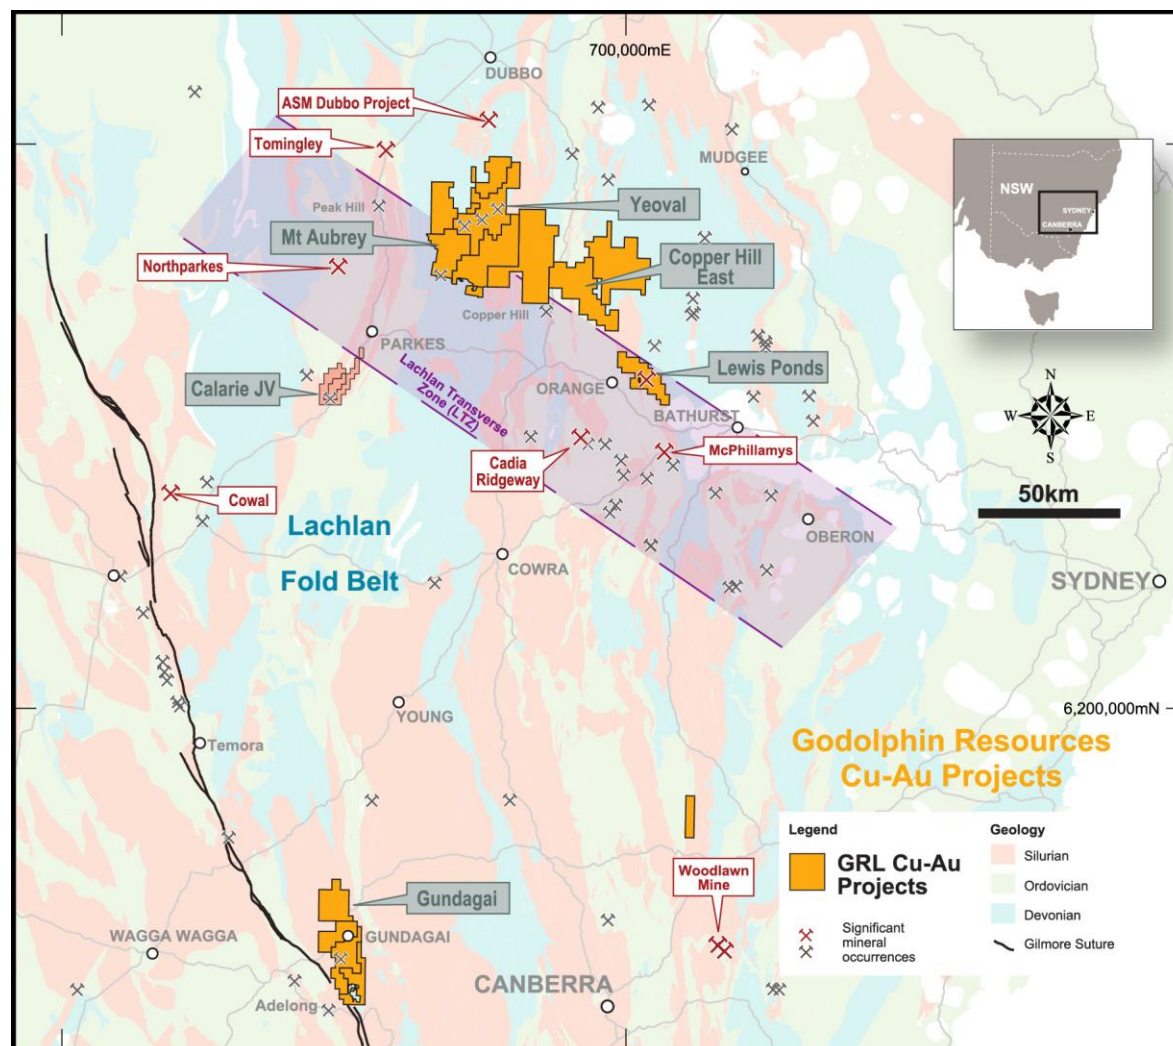 700,000mE
DUBBO
ASM Dubbo Project
Tomingley
MUDGEE
NSW
SYDNEY
CANBERRA
Peak Hill
Yeoval
Mt Aubrey
Northparkes
Copper Hill
East
Copper Hill
PARKES
Lachlan Transverse
Zone (LTZ)
Calarie JV
ORANGE
Lewis Ponds
BATHURST
N
W
E
S
Cadia
Ridgeway
McPhillamys
50km
Cowal
Lachlan
Fold Belt
OBERON
COWRA
SYDNEY
YOUNG
6,200,000mN
Temora
Godolphin Resources
Cu-Au Projects
Legend
GRL Cu-Au
Projects
Significant
mineral
occurrences
Geology
Silurian
Ordovician
Devonian
Gilmore Suture
Woodlawn
Mine
Gundagai
WAGGA WAGGA
GUNDAGAI
CANBERRA
Adelong